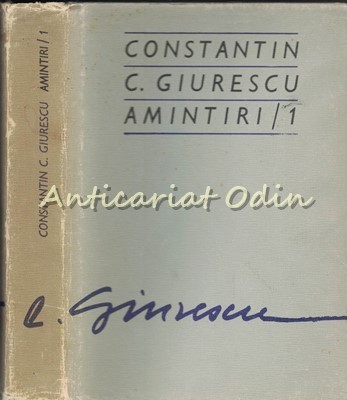 CONSTANTIN C. GIURESCU AMINTIRI/1
CONSTANTIN
C. GIURESCU
AMINTIRI/1
Anticariat Odin
C. Giurescu